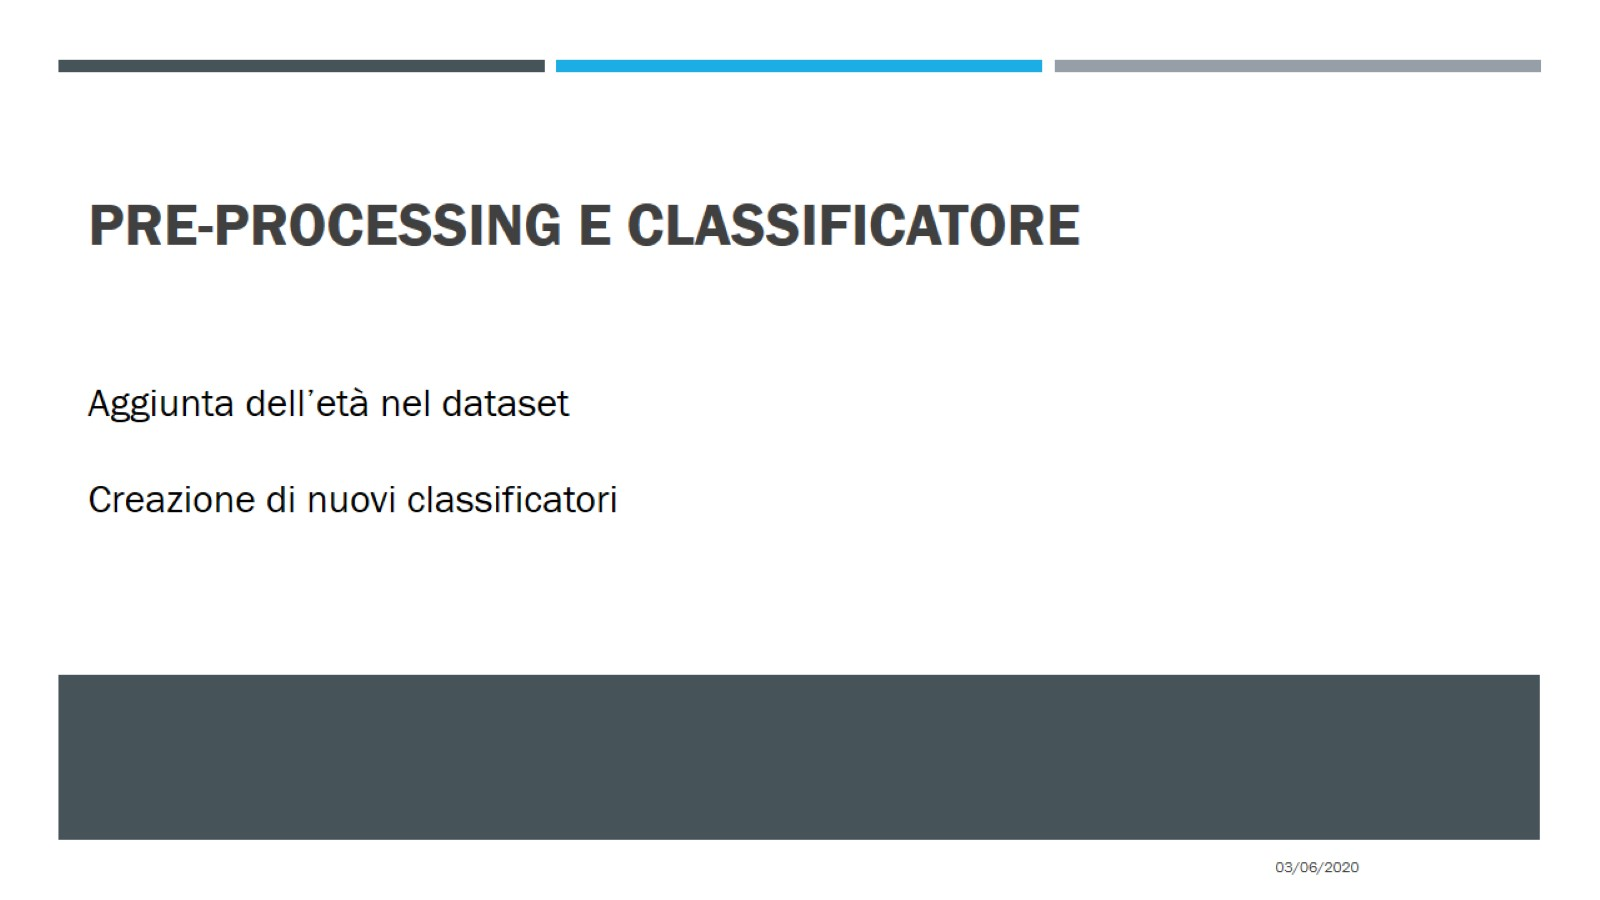 PRE-PROCESSING E CLASSIFICATORE
Aggiunta dell’età nel dataset
Creazione di nuovi classificatori
03/06/2020